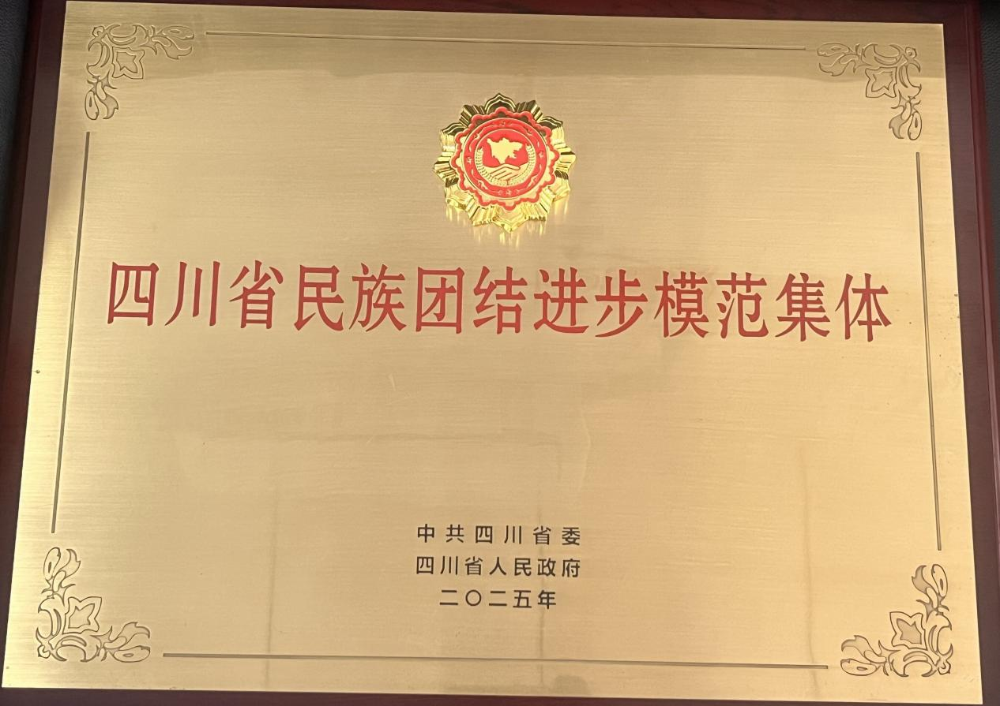 四川省民族团结进步模范集体
中共四川省委
四川省人民政府
二〇二五年